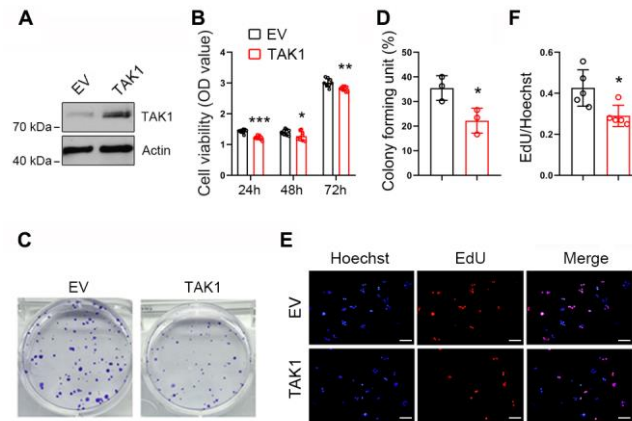 A
EV
TAK1
TAK1
70 kDa
Actin
40 kDa
B
EV
TAK1
Cell viability (OD value)
4
3
2
1
0
***
*
**
24h
48h
72h
D
Colony forming unit (%)
50
40
30
20
10
0
*
F
EdU/Hoechst
0.6
0.4
0.2
0.0
*
C
EV
TAK1
E
Hoechst
EdU
Merge
EV
TAK1